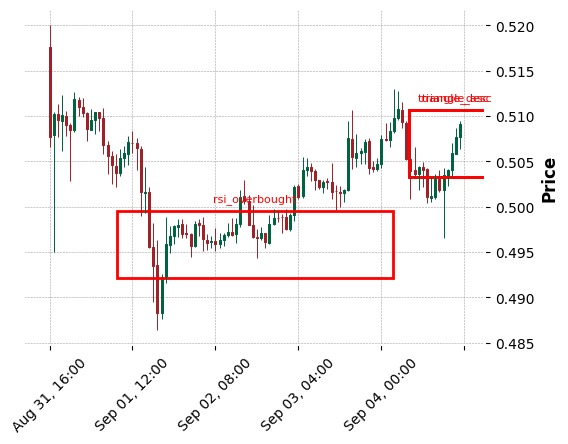 0.520
0.515
0.510
0.505
0.500
0.495
0.490
0.485
Price
rsi_overbought
Aug 31, 16:00
Sep 01, 12:00
Sep 02, 08:00
Sep 03, 04:00
Sep 04, 00:00